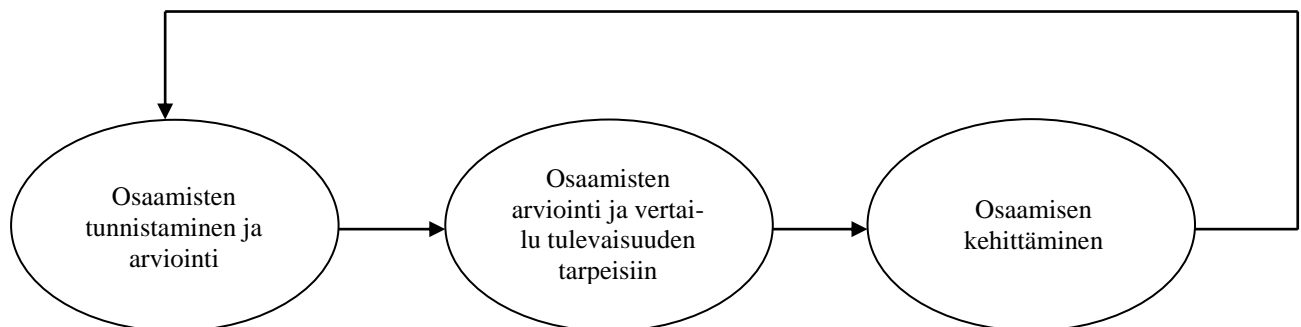 Osaamisten
tunnistaminen ja
arviointi
Osaamisten
arviointi ja vertai-
lu tulevaisuuden
tarpeisiin
Osaamisen
kehittäminen